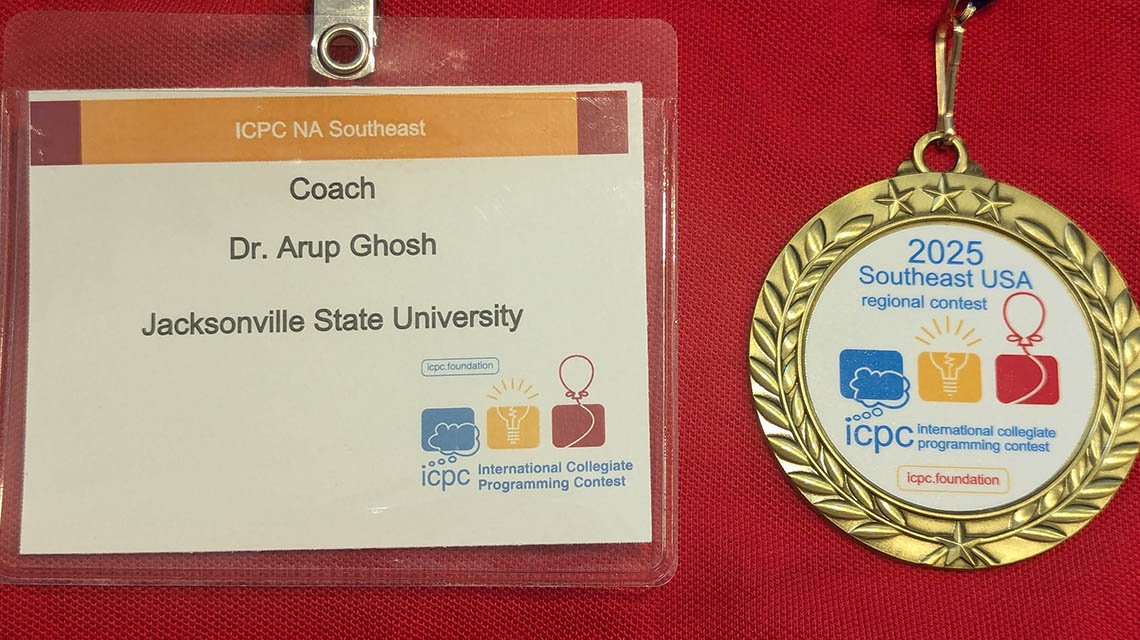 ICPC NA Southeast
Coach
Dr. Arup Ghosh
Jacksonville State University
icpc.foundation
icpc International Collegiate
Programming Contest
2025
Southeast USA
regional contest
icpc international collegiate
programming contest
icpc.foundation